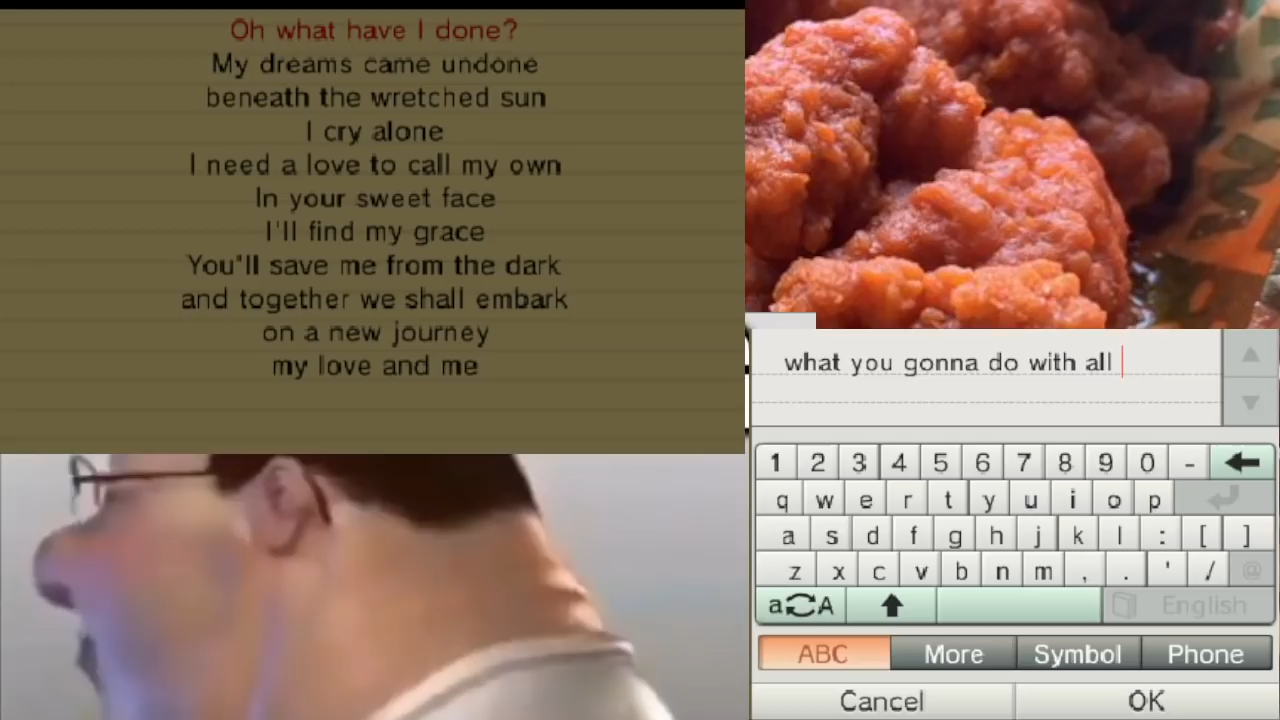 Oh what have I done?
My dreams came undone
beneath the wretched sun
I cry alone
I need a love to call my own
In your sweet face
I'll find my grace
You'll save me from the dark
and together we shall embark
on a new journey
my love and me
what you gonna do with all
1 2 3 4 5 6 7 8 9 0 -
q w e r t y u i o p
a s d f g h j k l : [ ]
z x c v b n m , . ' / @
a A English
ABC More Symbol Phone
Cancel OK